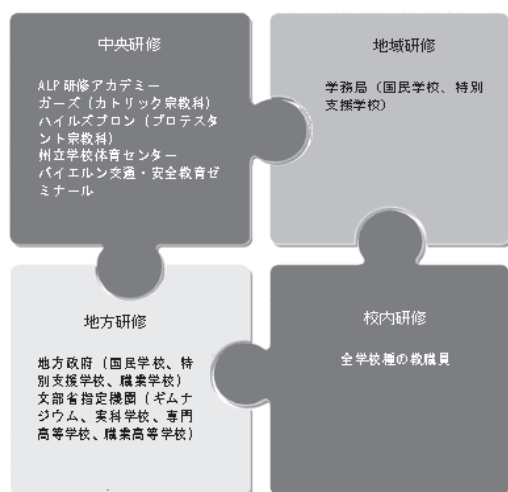 中央研修
ALP 研修アカデミー
ガーズ（カトリック宗教科）
ハイルズブロン（プロテスタ
ント宗教科）
州立学校体育センター
バイエルン交通・安全教育ゼ
ミナール
地域研修
学務局（国民学校、特別
支援学校）
地方研修
地方政府（国民学校、特
別支援学校、職業学校）
文部省指定機関（ギムナ
ジウム、実科学校、専門
高等学校、職業高等学校）
校内研修
全学校種の教職員